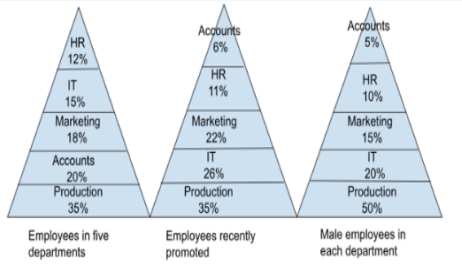 HR
12%
IT
15%
Marketing
18%
Accounts
20%
Production
35%
Employees in five
departments
Accounts
6%
HR
11%
Marketing
22%
IT
26%
Production
35%
Employees recently
promoted
Accounts
5%
HR
10%
Marketing
15%
IT
20%
Production
50%
Male employees in
each department